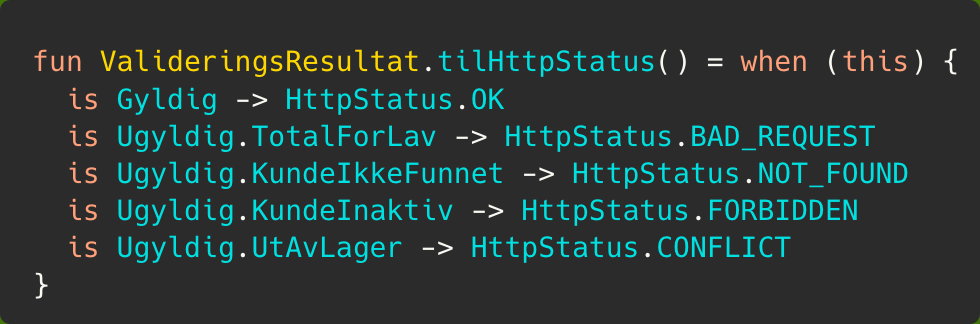 fun ValideringsResultat.tilHttpStatus() = when (this) {
  is Gyldig -> HttpStatus.OK
  is Ugyldig.TotalForLav -> HttpStatus.BAD_REQUEST
  is Ugyldig.KundeIkkeFunnet -> HttpStatus.NOT_FOUND
  is Ugyldig.KundeInaktiv -> HttpStatus.FORBIDDEN
  is Ugyldig.UtAvLager -> HttpStatus.CONFLICT
}